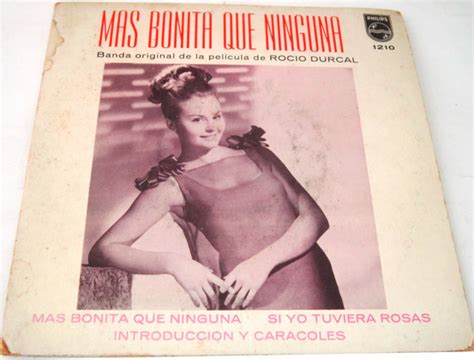 MAS BONITA QUE NINGUNA
PHILIPS
1210
Banda original de la película de ROCIO DURCAL
MAS BONITA QUE NINGUNA SI YO TUVIERA ROSAS
INTRODUCCION Y CARACOLES